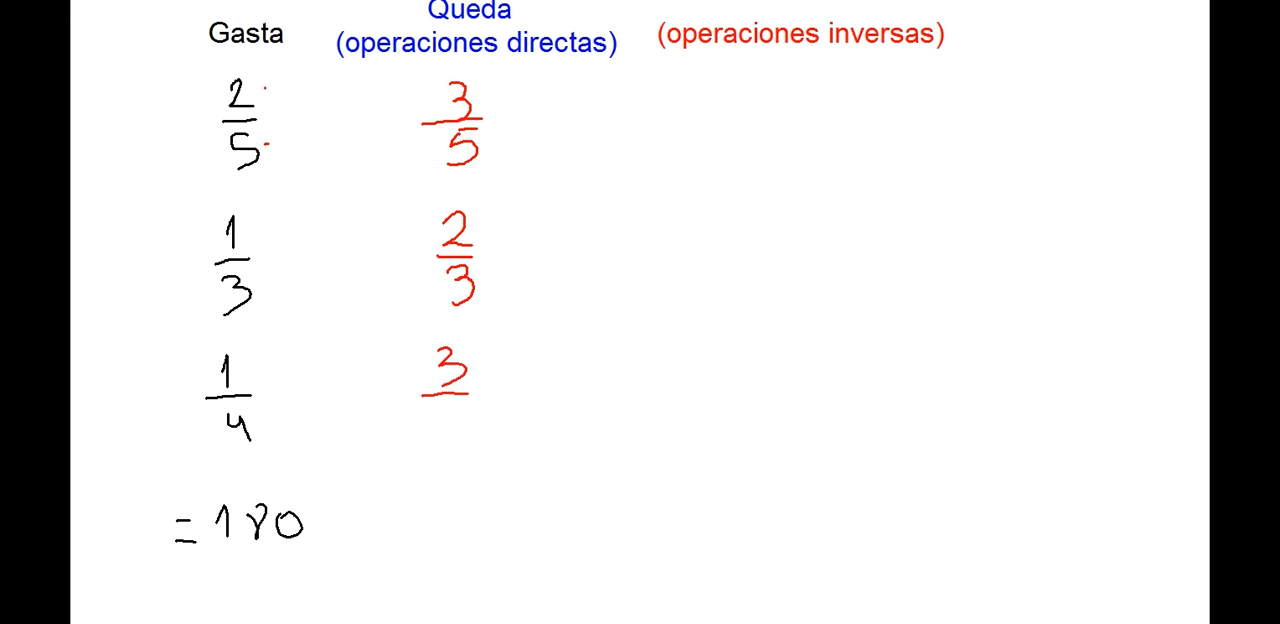 Queda
Gasta (operaciones directas) (operaciones inversas)
2/5 3/5
1/3 2/3
1/4 3/
= 180